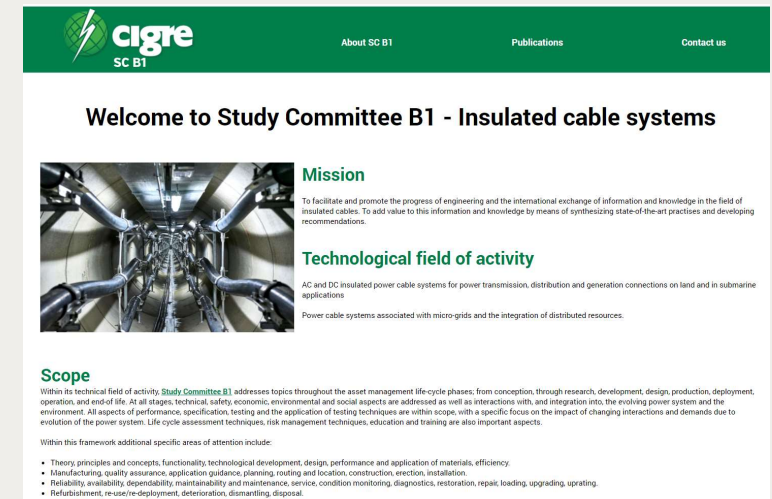 cigre
SC B1
About SC B1
Publications
Contact us
Welcome to Study Committee B1 - Insulated cable systems
Mission
To facilitate and promote the progress of engineering and the international exchange of information and knowledge in the field of
insulated cables. To add value to this information and knowledge by means of synthesizing state-of-the-art practises and developing
recommendations.
Technological field of activity
AC and DC insulated power cable systems for power transmission, distribution and generation connections on land and in submarine
applications
Power cable systems associated with micro-grids and the integration of distributed resources.
Scope
Within its technical field of activity, Study Committee B1 addresses topics throughout the asset management life-cycle phases; from conception, through research, development, design, production, deployment,
operation, and end-of life. At all stages, technical, safety, economic, environmental and social aspects are addressed as well as interactions with, and integration into, the evolving power system and the
environment. All aspects of performance, specification, testing and the application of testing techniques are within scope, with a specific focus on the impact of changing interactions and demands due to
evolution of the power system. Life cycle assessment techniques, risk management techniques, education and training are also important aspects.
Within this framework additional specific areas of attention include:
• Theory, principles and concepts, functionality, technological development, design, performance and application of materials, efficiency.
• Manufacturing, quality assurance, application guidance, planning, routing and location, construction, erection, installation.
• Reliability, availability, dependability, maintainability and maintenance, service, condition monitoring, diagnostics, restoration, repair, loading, upgrading, uprating.
• Refurbishment, re-use/re-deployment, deterioration, dismantling, disposal.